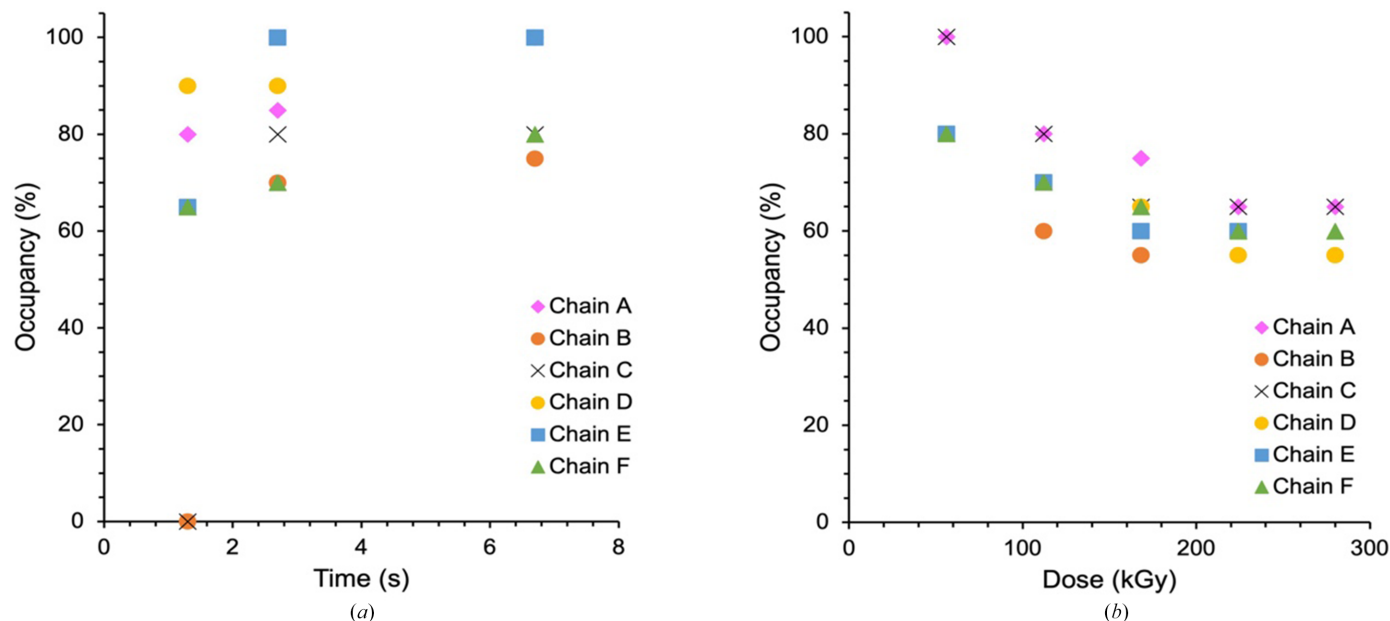 100
80
60
40
20
0
Occupancy (%)
0 2 4 6 8
Time (s)
Chain A
Chain B
Chain C
Chain D
Chain E
Chain F
(a)
100
80
60
40
20
0
Occupancy (%)
0 100 200 300
Dose (kGy)
Chain A
Chain B
Chain C
Chain D
Chain E
Chain F
(b)